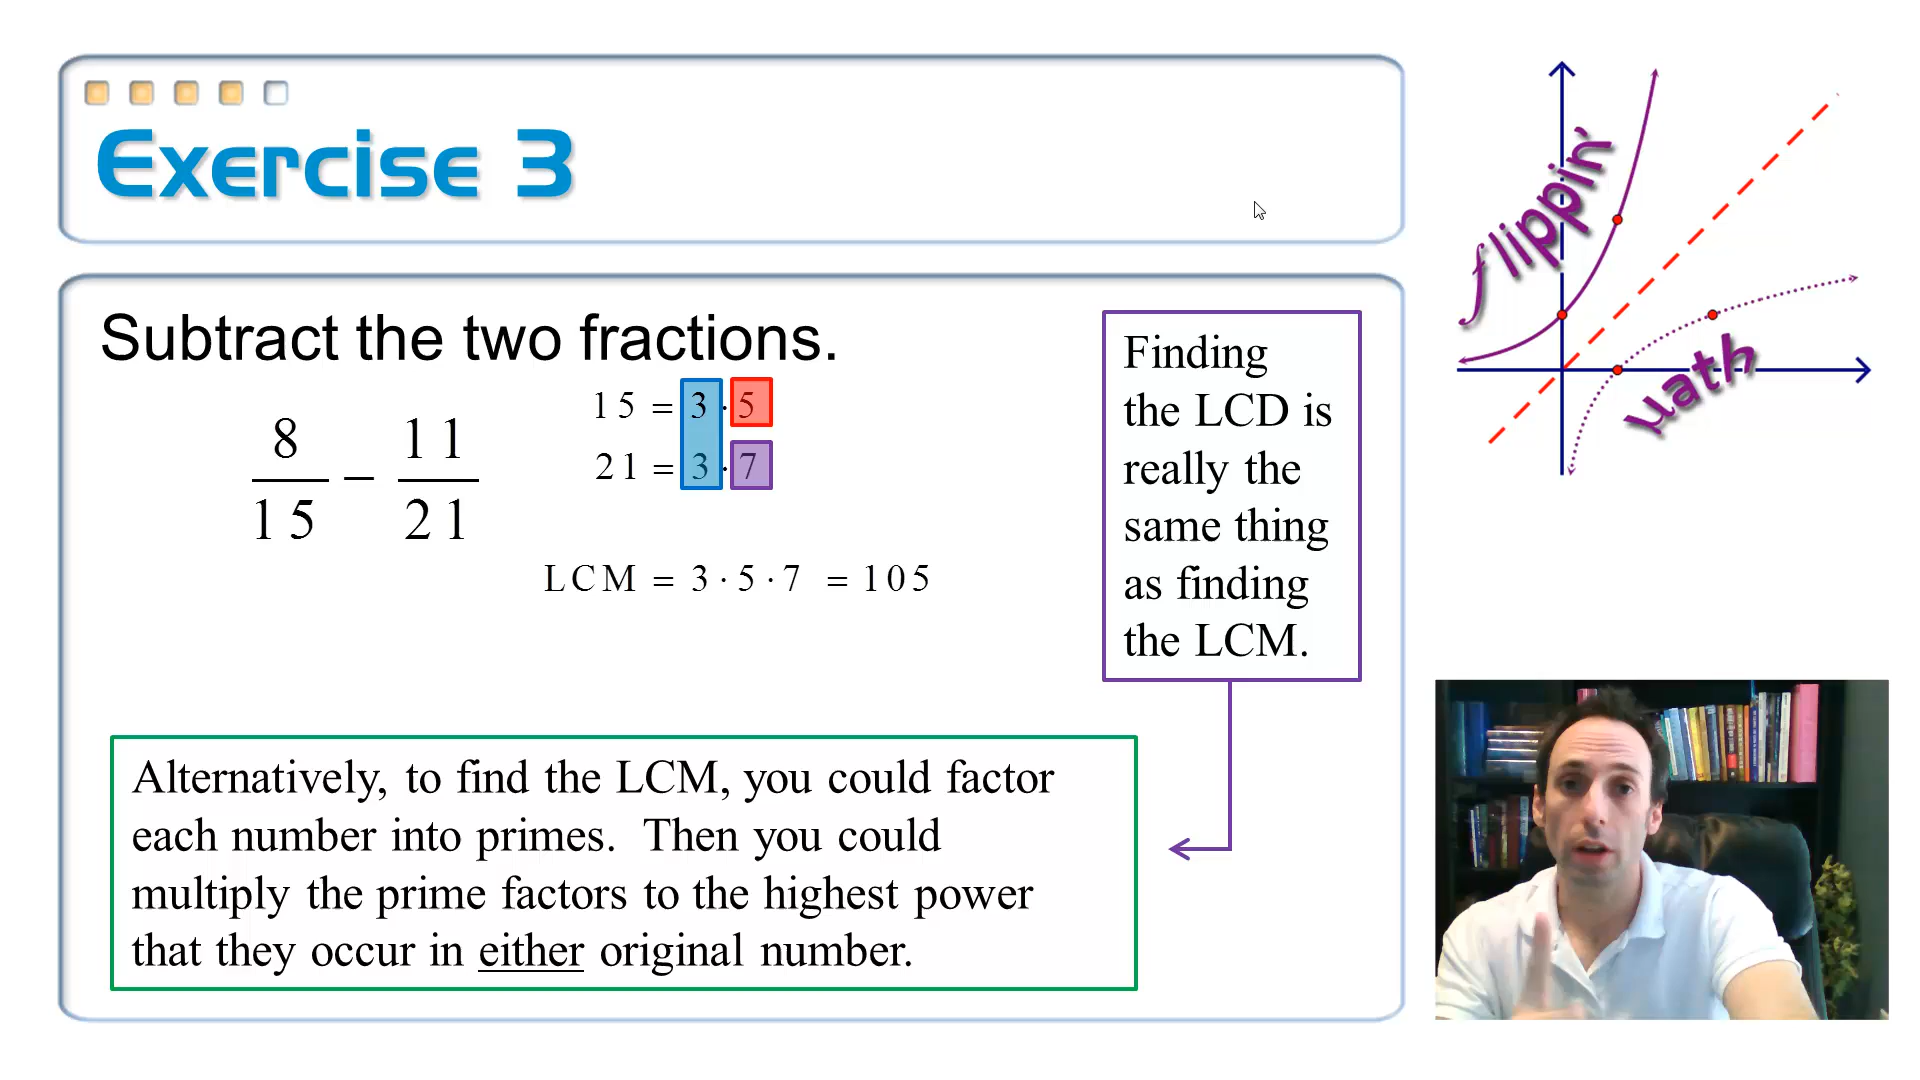 Exercise 3
Subtract the two fractions.
8/15 − 11/21
15 = 3 · 5
21 = 3 · 7
LCM = 3 · 5 · 7 = 105
Finding
the LCD is
really the
same thing
as finding
the LCM.
Alternatively, to find the LCM, you could factor
each number into primes. Then you could
multiply the prime factors to the highest power
that they occur in either original number.
flippin'
math